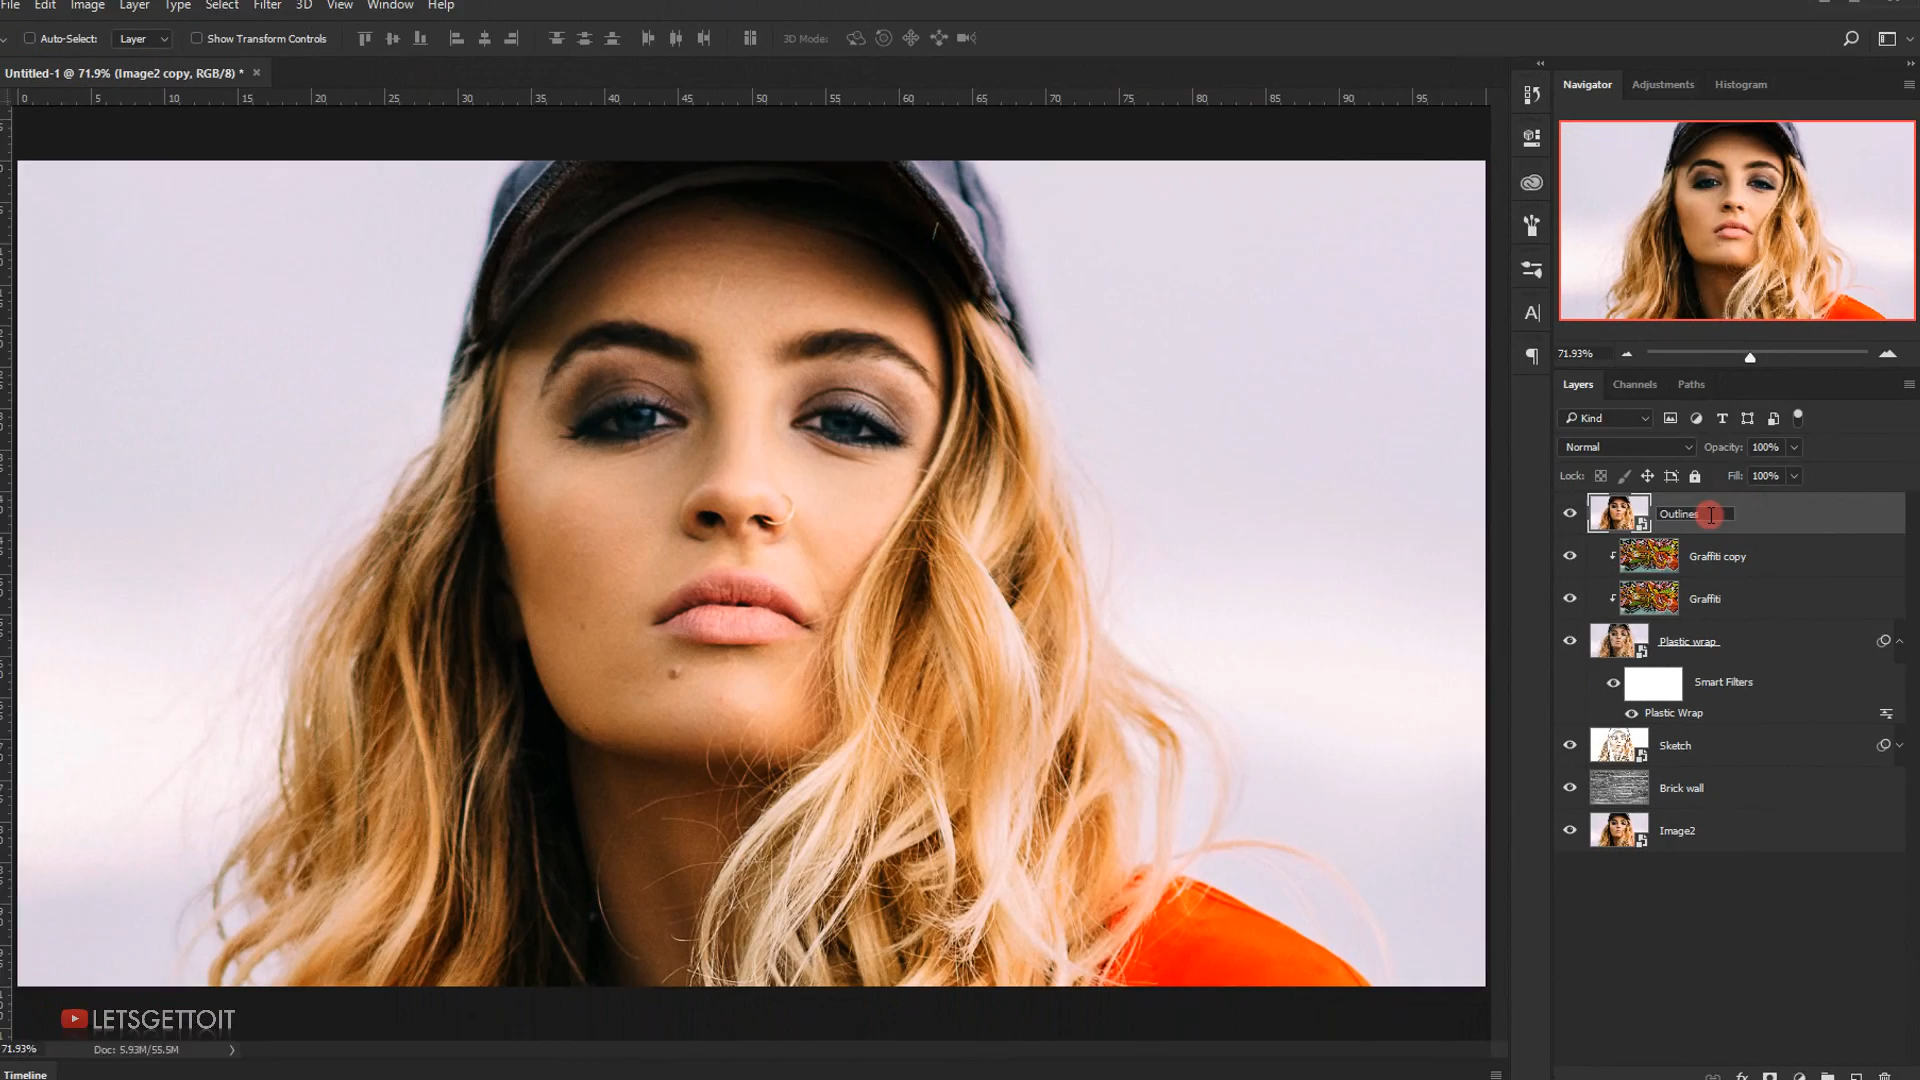 File Edit Image Layer Type Select Filter 3D View Window Help
Auto-Select: Layer Show Transform Controls 3D Mode:
Untitled-1 @ 71.9% (Image2 copy, RGB/8) * ×
0 5 10 15 20 25 30 35 40 45 50 55 60 65 70 75 80 85 90 95
Navigator Adjustments Histogram
71.93%
Layers Channels Paths
Kind
Normal Opacity: 100%
Lock: Fill: 100%
Outlines
Graffiti copy
Graffiti
Plastic wrap
Smart Filters
Plastic Wrap
Sketch
Brick wall
Image2
LETSGETTOIT
71.93% Doc: 5.93M/55.5M
Timeline